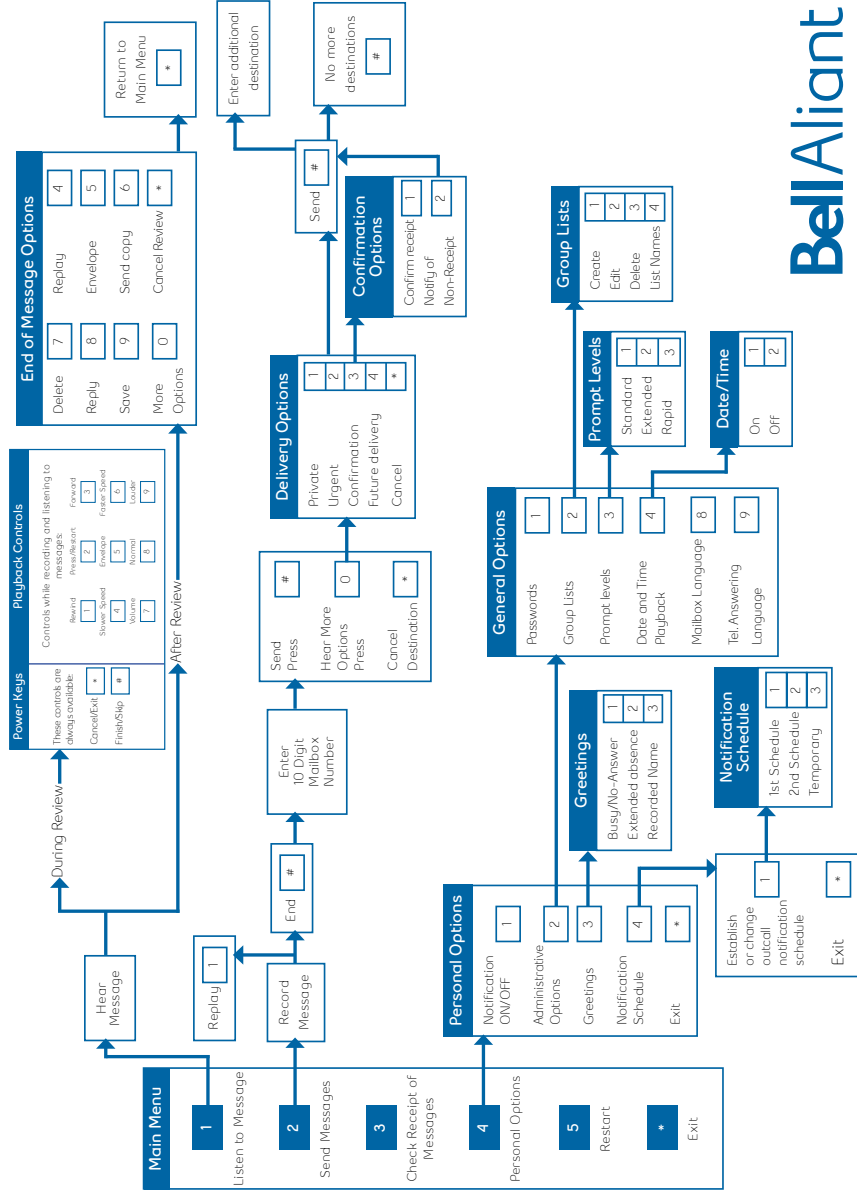 Main Menu
1
Listen to Message
2
Send Messages
3
Check Receipt of
Messages
4
Personal Options
5
Restart
*
Exit
Hear
Message
During Review
After Review
Power Keys
These controls are
always available:
Cancel/Exit *
Finish/Skip #
Playback Controls
Controls while recording and listening to
messages:
Rewind Press/Restart Forward
1 2 3
Slower Speed Envelope Faster Speed
4 5 6
Volume Normal Louder
7 8 9
End of Message Options
Delete 7 Replay 4
Reply 8 Envelope 5
Save 9 Send copy 6
More
Options 0 Cancel Review *
Return to
Main Menu
*
Replay 1
Record
Message
End #
Enter
10 Digit
Mailbox
Number
Send
Press #
Hear More
Options
Press 0
Cancel
Destination *
Delivery Options
Private 1
Urgent 2
Confirmation 3
Future delivery 4
Cancel *
Send #
Enter additional
destination
No more
destinations
#
Confirmation
Options
Confirm receipt 1
Notify of
Non-Receipt 2
Personal Options
Notification
ON/OFF 1
Administrative
Options 2
Greetings 3
Notification
Schedule 4
Exit *
Greetings
Busy/No-Answer 1
Extended absence 2
Recorded Name 3
Establish
or change
outcall
notification
schedule 1
Exit *
Notification
Schedule
1st Schedule 1
2nd Schedule 2
Temporary 3
General Options
Passwords 1
Group Lists 2
Prompt levels 3
Date and Time
Playback 4
Mailbox Language 8
Tel. Answering
Language 9
Group Lists
Create 1
Edit 2
Delete 3
List Names 4
Prompt Levels
Standard 1
Extended 2
Rapid 3
Date/Time
On 1
Off 2
BellAliant